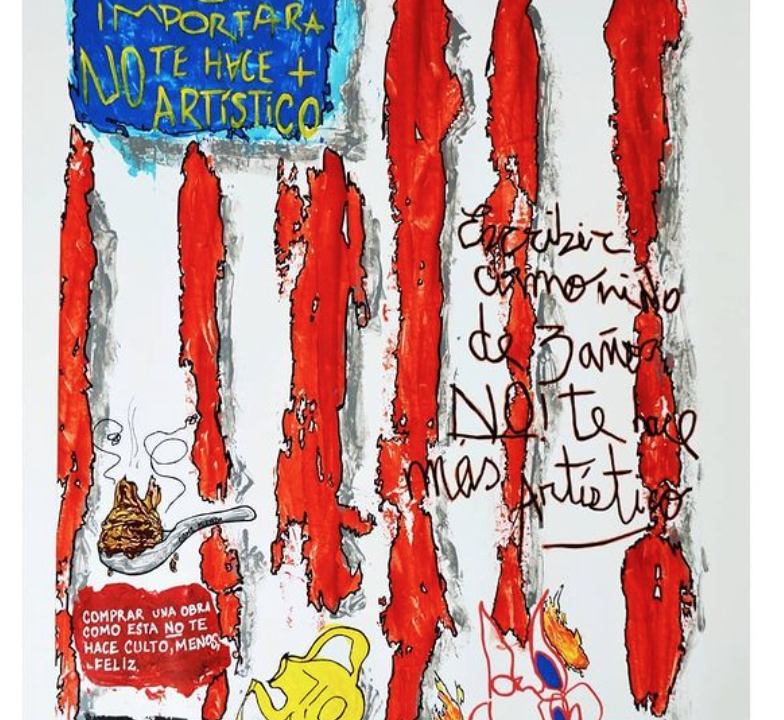 IMPORTARA
NO TE HACE +
ARTÍSTICO
Escribir
como niño
de 3 años
NO! te hace
más artístico
COMPRAR UNA OBRA
COMO ESTA NO TE
HACE CULTO, MENOS,
FELIZ.